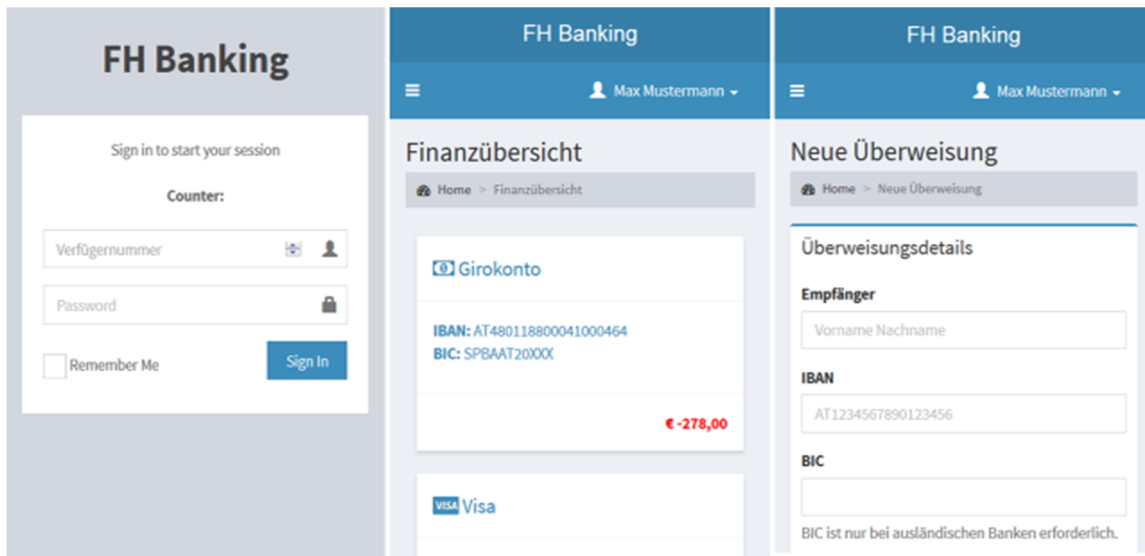 FH Banking
Sign in to start your session
Counter:
Verfügernummer
Password
Remember Me
Sign In
FH Banking
Max Mustermann
Finanzübersicht
Home > Finanzübersicht
Girokonto
IBAN: AT480118800041000464
BIC: SPBAAT20XXX
€ -278,00
VISA Visa
FH Banking
Max Mustermann
Neue Überweisung
Home > Neue Überweisung
Überweisungsdetails
Empfänger
Vorname Nachname
IBAN
AT1234567890123456
BIC
BIC ist nur bei ausländischen Banken erforderlich.